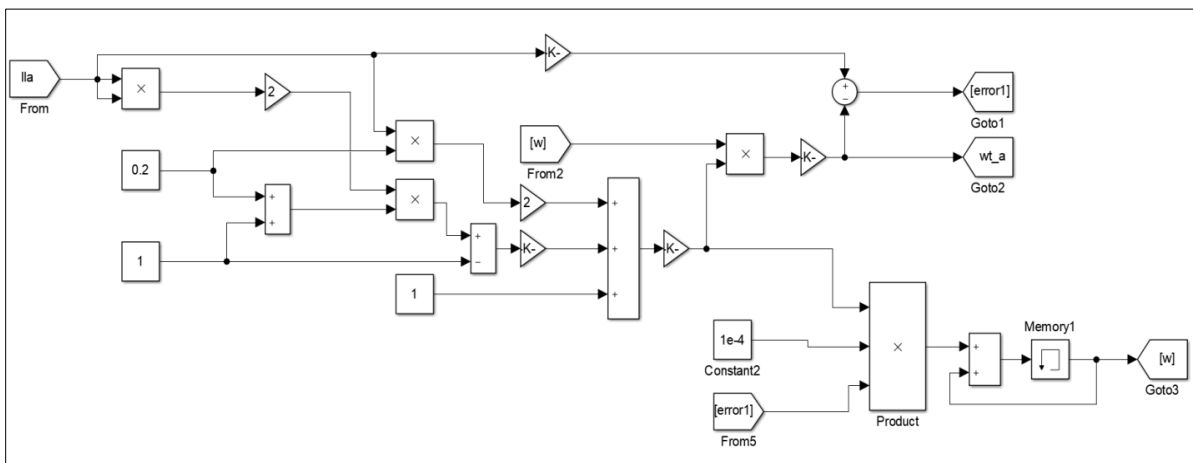 K-
IIa
From
×
2
+
−
[error1]
Goto1
0.2
×
[w]
From2
×
K-
wt_a
Goto2
×
+
+
2
+
1
+
−
K-
+
K-
1
+
1e-4
Constant2
×
Product
+
+
Memory1
[w]
Goto3
[error1]
From5